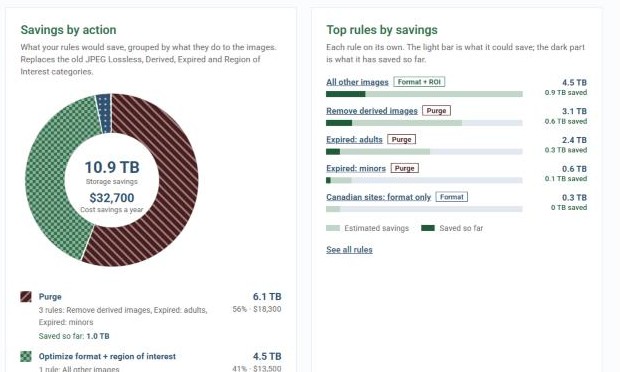 Savings by action
What your rules would save, grouped by what they do to the images.
Replaces the old JPEG Lossless, Derived, Expired and Region of
Interest categories.
10.9 TB
Storage savings
$32,700
Cost savings a year
Purge
6.1 TB
3 rules: Remove derived images, Expired: adults,
Expired: minors
56% · $18,300
Saved so far: 1.0 TB
Optimize format + region of interest
4.5 TB
1 rule: All other images
41% · $13,500
Top rules by savings
Each rule on its own. The light bar is what it could save; the dark part
is what it has saved so far.
All other images Format + ROI 4.5 TB
0.9 TB saved
Remove derived images Purge 3.1 TB
0.6 TB saved
Expired: adults Purge 2.4 TB
0.3 TB saved
Expired: minors Purge 0.6 TB
0.1 TB saved
Canadian sites: format only Format 0.3 TB
0 TB saved
Estimated savings Saved so far
See all rules